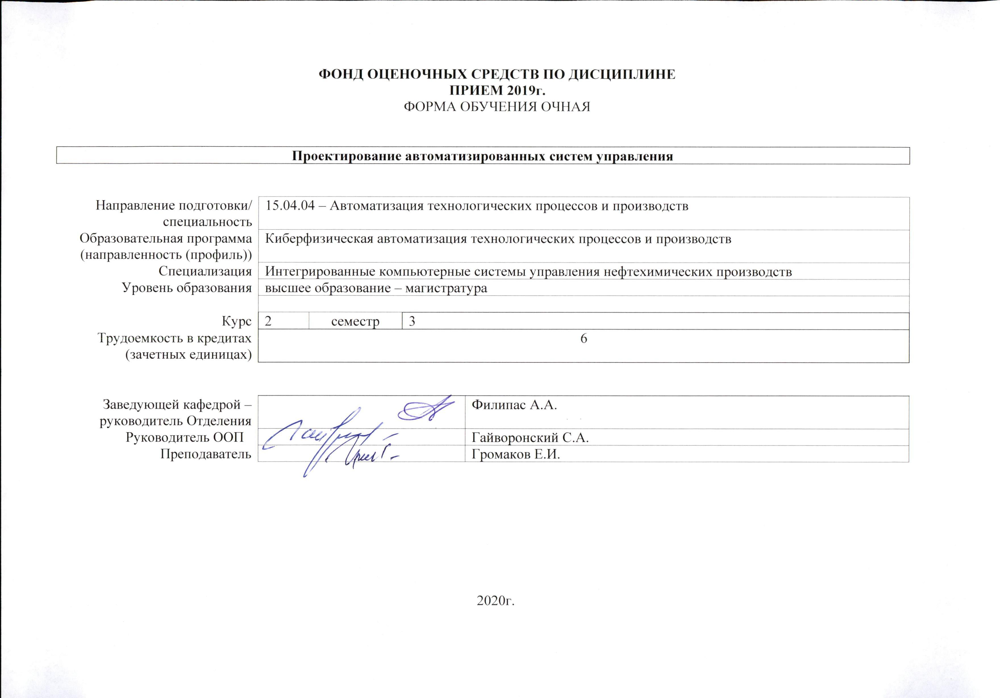 ФОНД ОЦЕНОЧНЫХ СРЕДСТВ ПО ДИСЦИПЛИНЕ
ПРИЕМ 2019г.
ФОРМА ОБУЧЕНИЯ ОЧНАЯ
Проектирование автоматизированных систем управления
Направление подготовки/ 15.04.04 – Автоматизация технологических процессов и производств
специальность
Образовательная программа Киберфизическая автоматизация технологических процессов и производств
(направленность (профиль))
Специализация Интегрированные компьютерные системы управления нефтехимических производств
Уровень образования высшее образование – магистратура
Курс 2 семестр 3
Трудоемкость в кредитах 6
(зачетных единицах)
Заведующей кафедрой – Филипас А.А.
руководитель Отделения
Руководитель ООП Гайворонский С.А.
Преподаватель Громаков Е.И.
2020г.